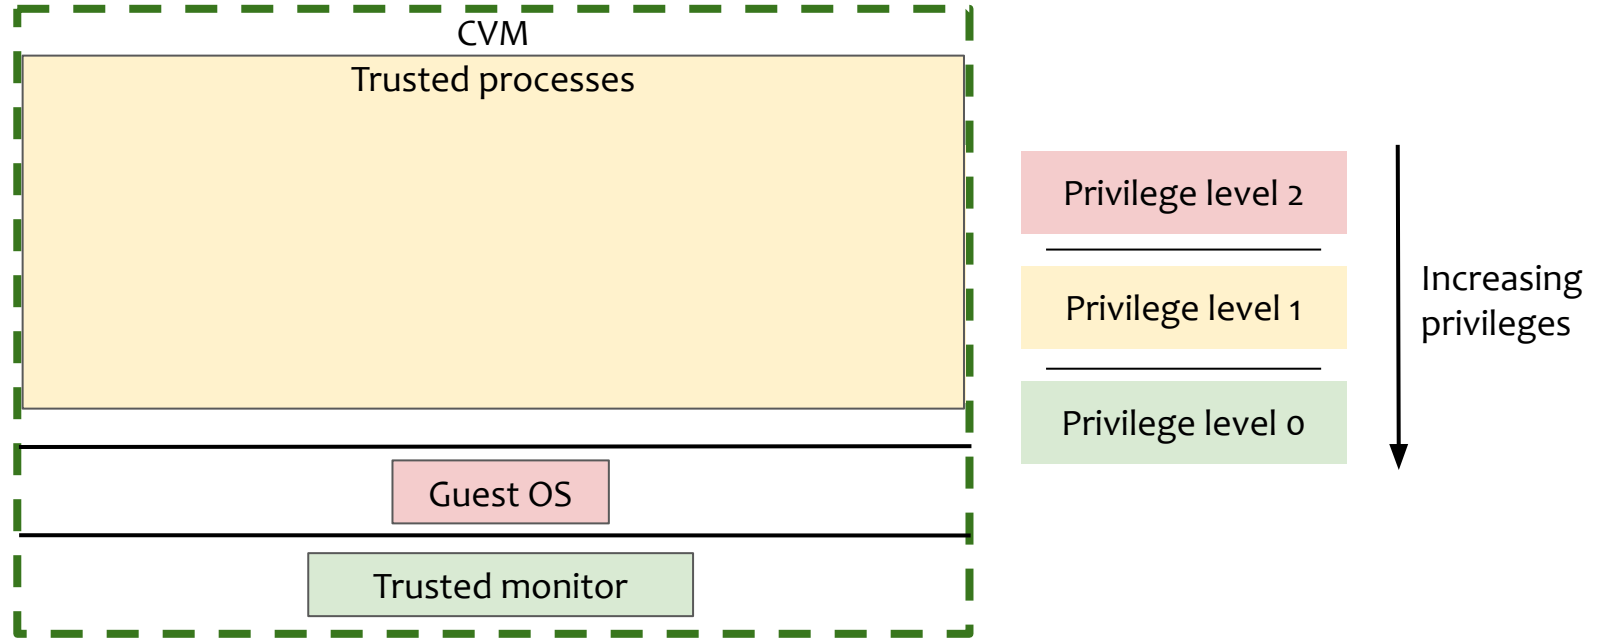 CVM
Trusted processes
Guest OS
Trusted monitor
Privilege level 2
Privilege level 1
Privilege level 0
Increasing
privileges